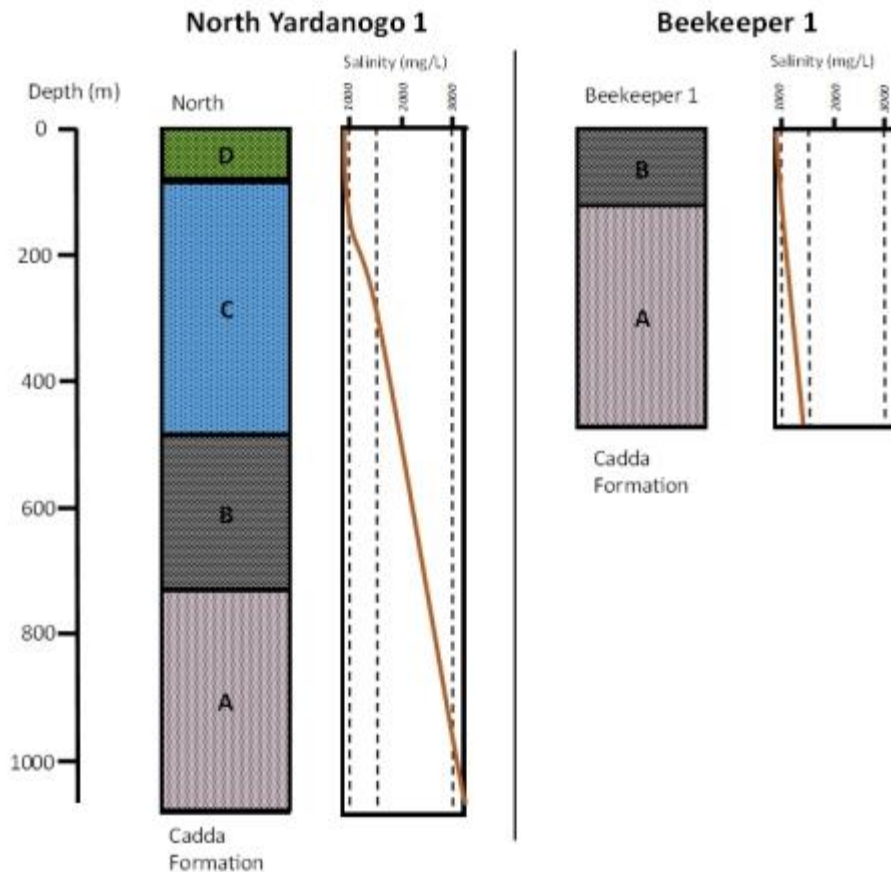 North Yardanogo 1
Beekeeper 1
Salinity (mg/L)
Salinity (mg/L)
Depth (m)
North
1000
2000
3000
Beekeeper 1
1000
2000
3000
0
D
B
200
C
A
400
Cadda
Formation
B
600
800
A
1000
Cadda
Formation